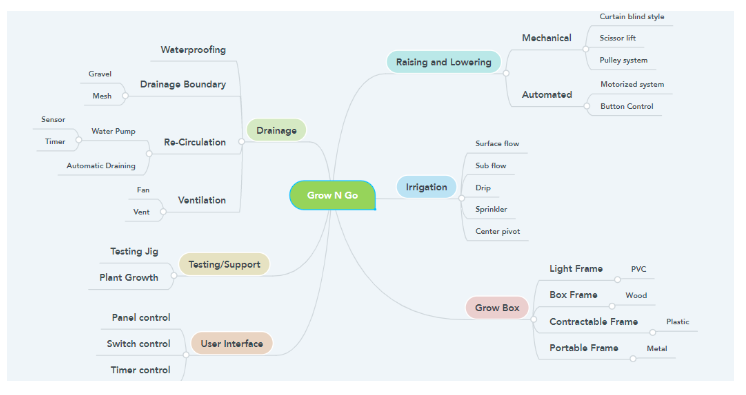 Grow N Go
Raising and Lowering
Mechanical
Curtain blind style
Scissor lift
Pulley system
Automated
Motorized system
Button Control
Irrigation
Surface flow
Sub flow
Drip
Sprinkler
Center pivot
Grow Box
Light Frame
PVC
Box Frame
Wood
Contractable Frame
Plastic
Portable Frame
Metal
Drainage
Waterproofing
Drainage Boundary
Gravel
Mesh
Re-Circulation
Water Pump
Sensor
Timer
Automatic Draining
Ventilation
Fan
Vent
Testing/Support
Testing Jig
Plant Growth
User Interface
Panel control
Switch control
Timer control